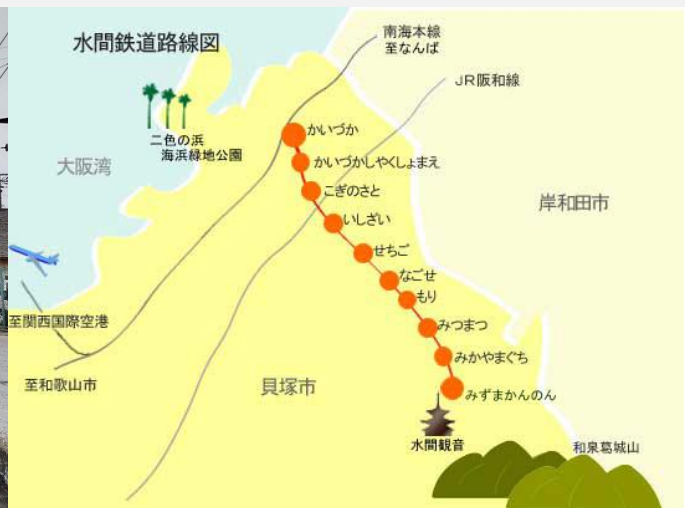 水間鉄道路線図
南海本線
至なんば
JR阪和線
二色の浜
海浜緑地公園
大阪湾
かいづか
かいづかしやくしょまえ
こぎのさと
いしざい
せちご
なごせ
もり
みつまつ
みかやまぐち
みずまかんのん
岸和田市
至関西国際空港
至和歌山市
貝塚市
水間観音
和泉葛城山